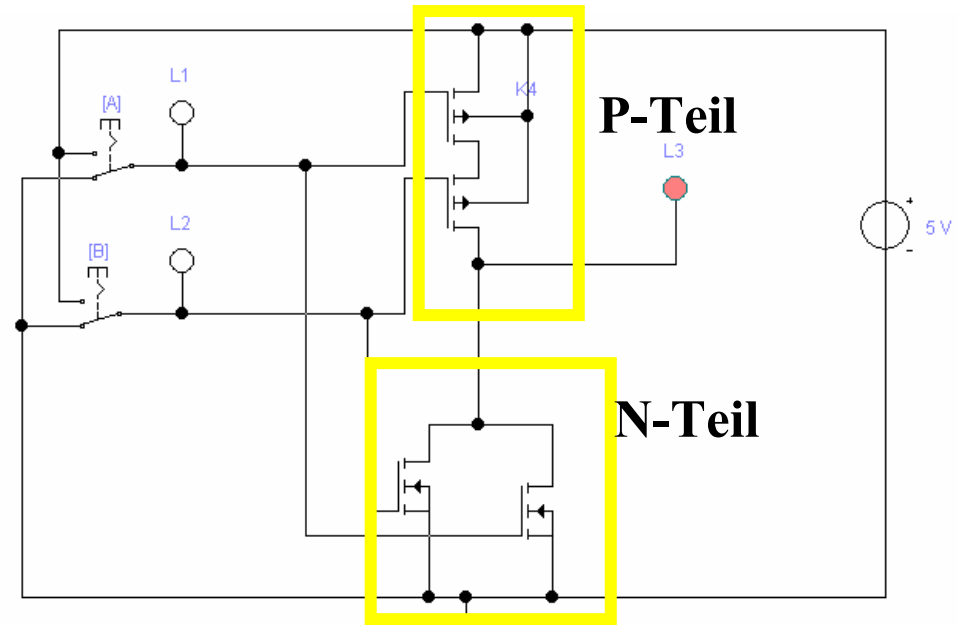 L1
[A]
K4
P-Teil
L3
L2
[B]
+
5 V
-
N-Teil